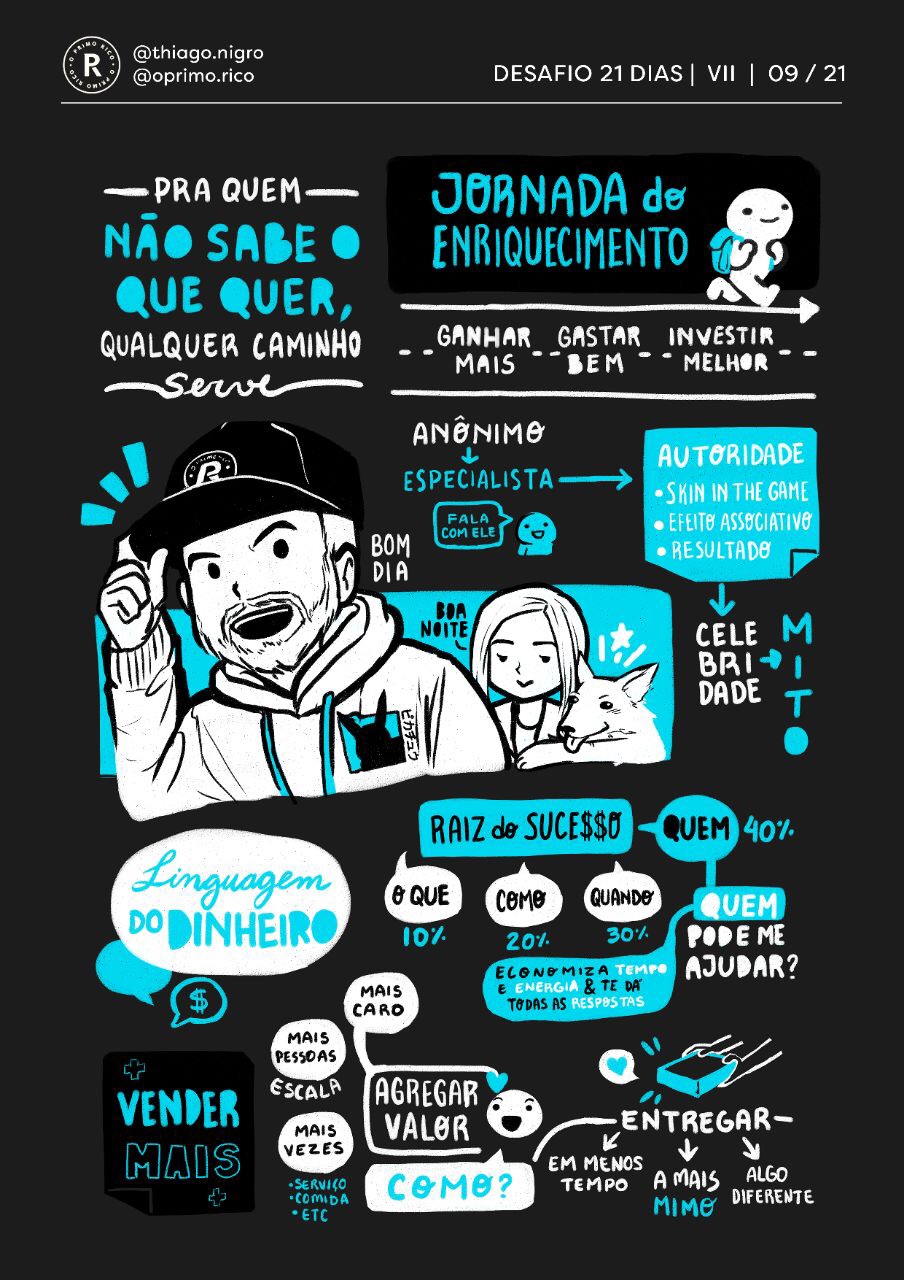 O PRIMO RICO • O PRIMO RICO •
R
@thiago.nigro
@oprimo.rico
DESAFIO 21 DIAS | VII | 09 / 21
PRA QUEM
NÃO SABE O
QUE QUER,
QUALQUER CAMINHO
Serve
JORNADA do
ENRIQUECIMENTO
GANHAR
MAIS
GASTAR
BEM
INVESTIR
MELHOR
ANÔNIMO
ESPECIALISTA
FALA
COM ELE
AUTORIDADE
• SKIN IN THE GAME
• EFEITO ASSOCIATIVO
• RESULTADO
CELE
BRI
DADE
MITO
R
BOM
DIA
BOA
NOITE
RAIZ do SUCE$$O
QUEM 40%
O QUE
10%
COMO
20%
QUANDO
30%
QUEM
PODE ME
AJUDAR?
ECONOMIZA TEMPO
E ENERGIA & TE DÁ
TODAS AS RESPOSTAS
Linguagem
DO DINHEIRO
$
VENDER
MAIS
MAIS
CARO
MAIS
PESSOAS
ESCALA
MAIS
VEZES
• SERVIÇO
• COMIDA
• ETC
AGREGAR
VALOR
COMO?
ENTREGAR
EM MENOS
TEMPO
A MAIS
MIMO
ALGO
DIFERENTE